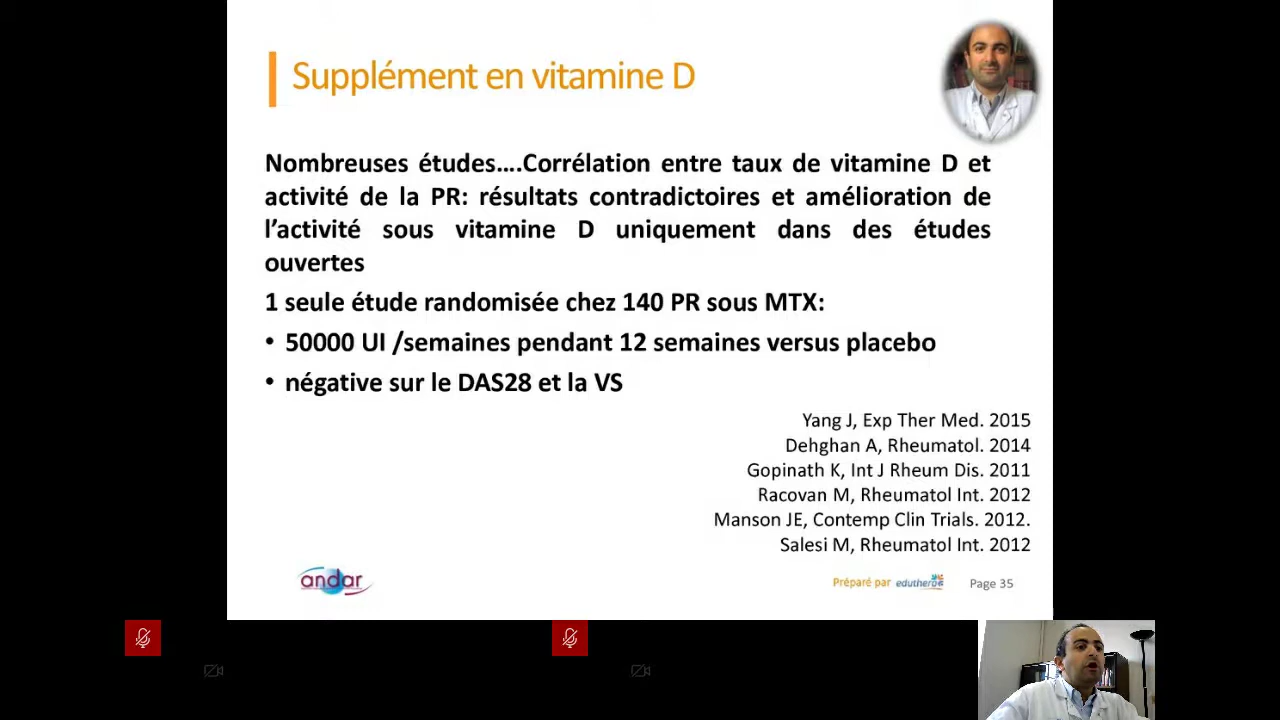 Supplément en vitamine D
Nombreuses études....Corrélation entre taux de vitamine D et
activité de la PR: résultats contradictoires et amélioration de
l'activité sous vitamine D uniquement dans des études
ouvertes
1 seule étude randomisée chez 140 PR sous MTX:
• 50000 UI /semaines pendant 12 semaines versus placebo
• négative sur le DAS28 et la VS
Yang J, Exp Ther Med. 2015
Dehghan A, Rheumatol. 2014
Gopinath K, Int J Rheum Dis. 2011
Racovan M, Rheumatol Int. 2012
Manson JE, Contemp Clin Trials. 2012.
Salesi M, Rheumatol Int. 2012
andar
Préparé par eduthera
Page 35